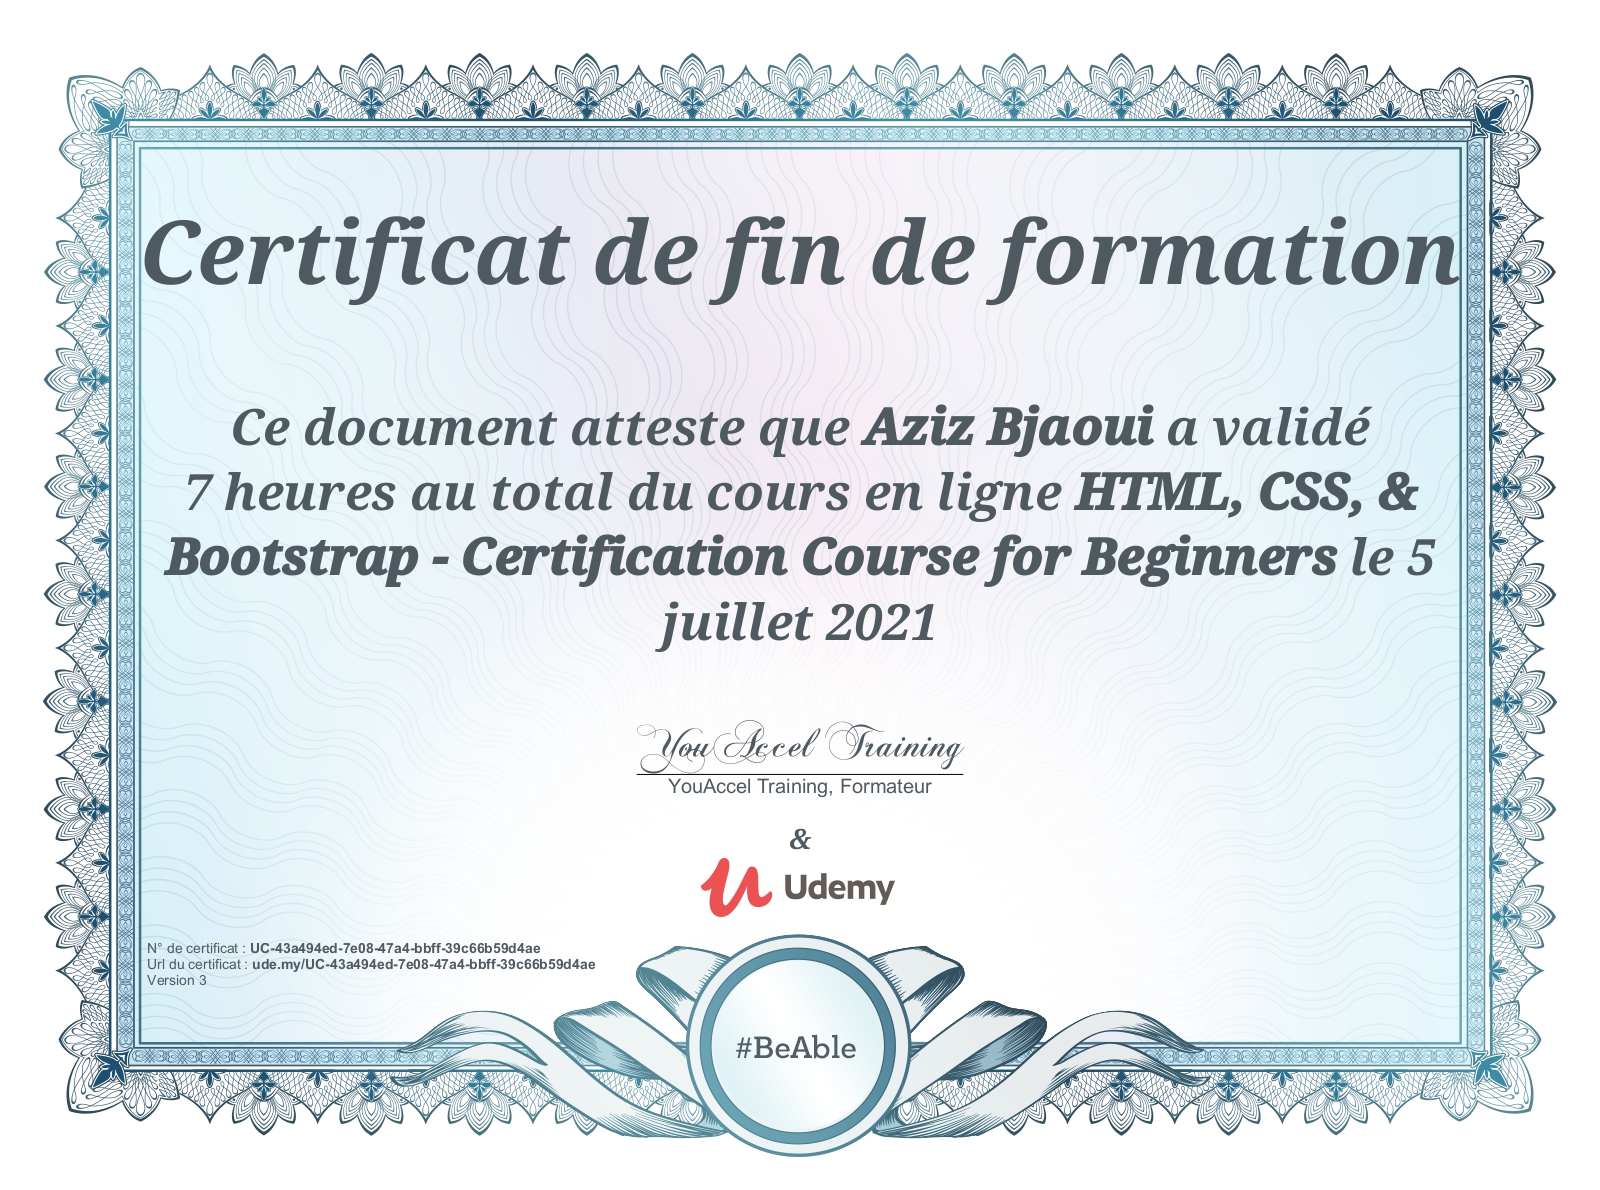 Certificat de fin de formation
Ce document atteste que Aziz Bjaoui a validé
7 heures au total du cours en ligne HTML, CSS, &
Bootstrap - Certification Course for Beginners le 5
juillet 2021
YouAccel Training
YouAccel Training, Formateur
&
Udemy
N° de certificat : UC-43a494ed-7e08-47a4-bbff-39c66b59d4ae
Url du certificat : ude.my/UC-43a494ed-7e08-47a4-bbff-39c66b59d4ae
Version 3
#BeAble